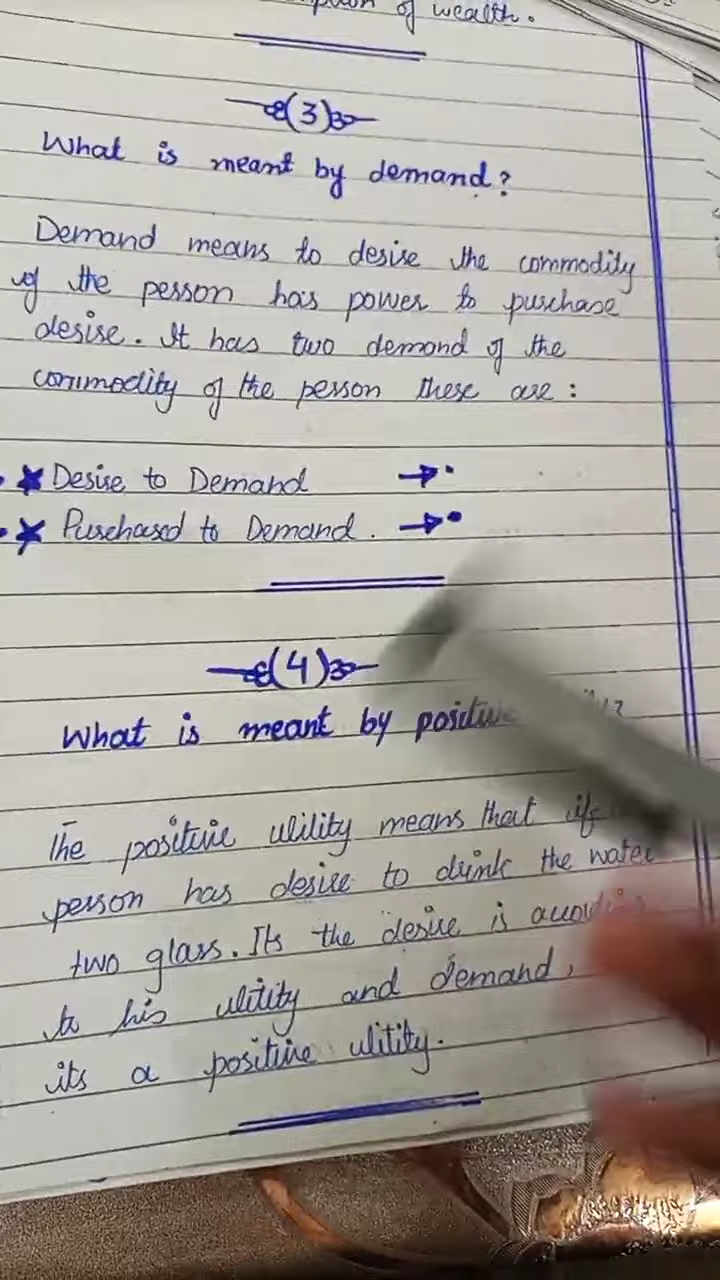 of wealth.
(3)
What is meant by demand?
Demand means to desire the commodity
of the person has power to purchase
desire. It has two demand of the
commodity of the person these are:
Desire to Demand
Purchased to Demand.
(4)
What is meant by positive
The positive utility means that if
person has desire to drink the water
two glass. Its the desire is
to his utility and demand,
its a positive utility.